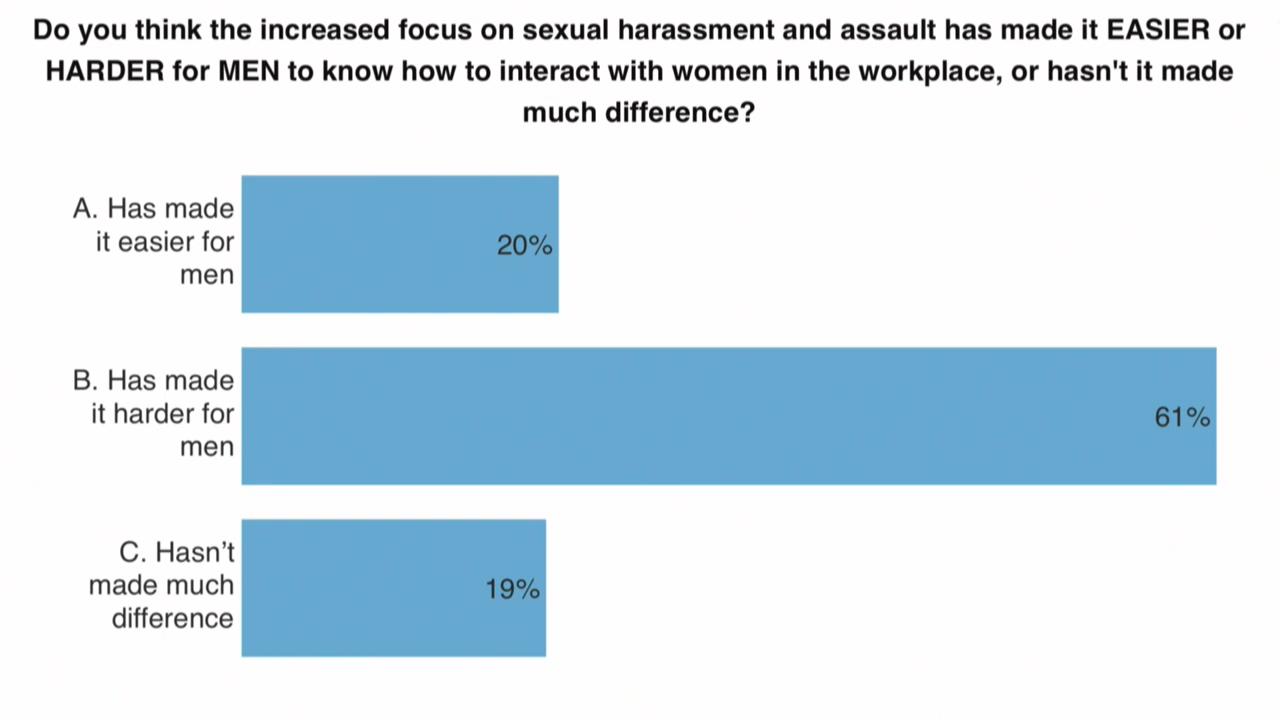 Do you think the increased focus on sexual harassment and assault has made it EASIER or
HARDER for MEN to know how to interact with women in the workplace, or hasn't it made
much difference?
A. Has made
it easier for
men
20%
B. Has made
it harder for
men
61%
C. Hasn’t
made much
difference
19%